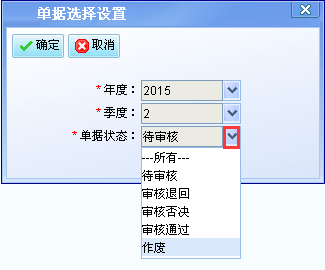 单据选择设置
确定 取消
*年度： 2015
*季度： 2
*单据状态： 待审核
---所有---
待审核
审核退回
审核否决
审核通过
作废